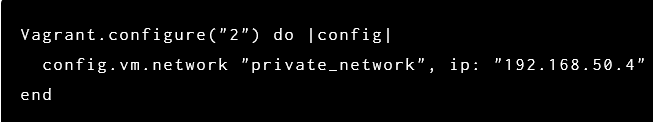 Vagrant.configure("2") do |config|
  config.vm.network "private_network", ip: "192.168.50.4"
end